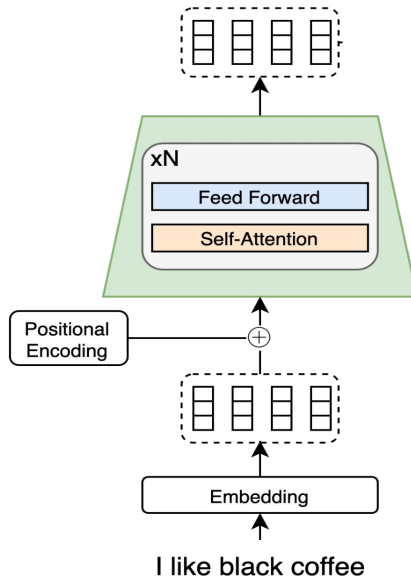 xN
Feed Forward
Self-Attention
Positional
Encoding
Embedding
I like black coffee